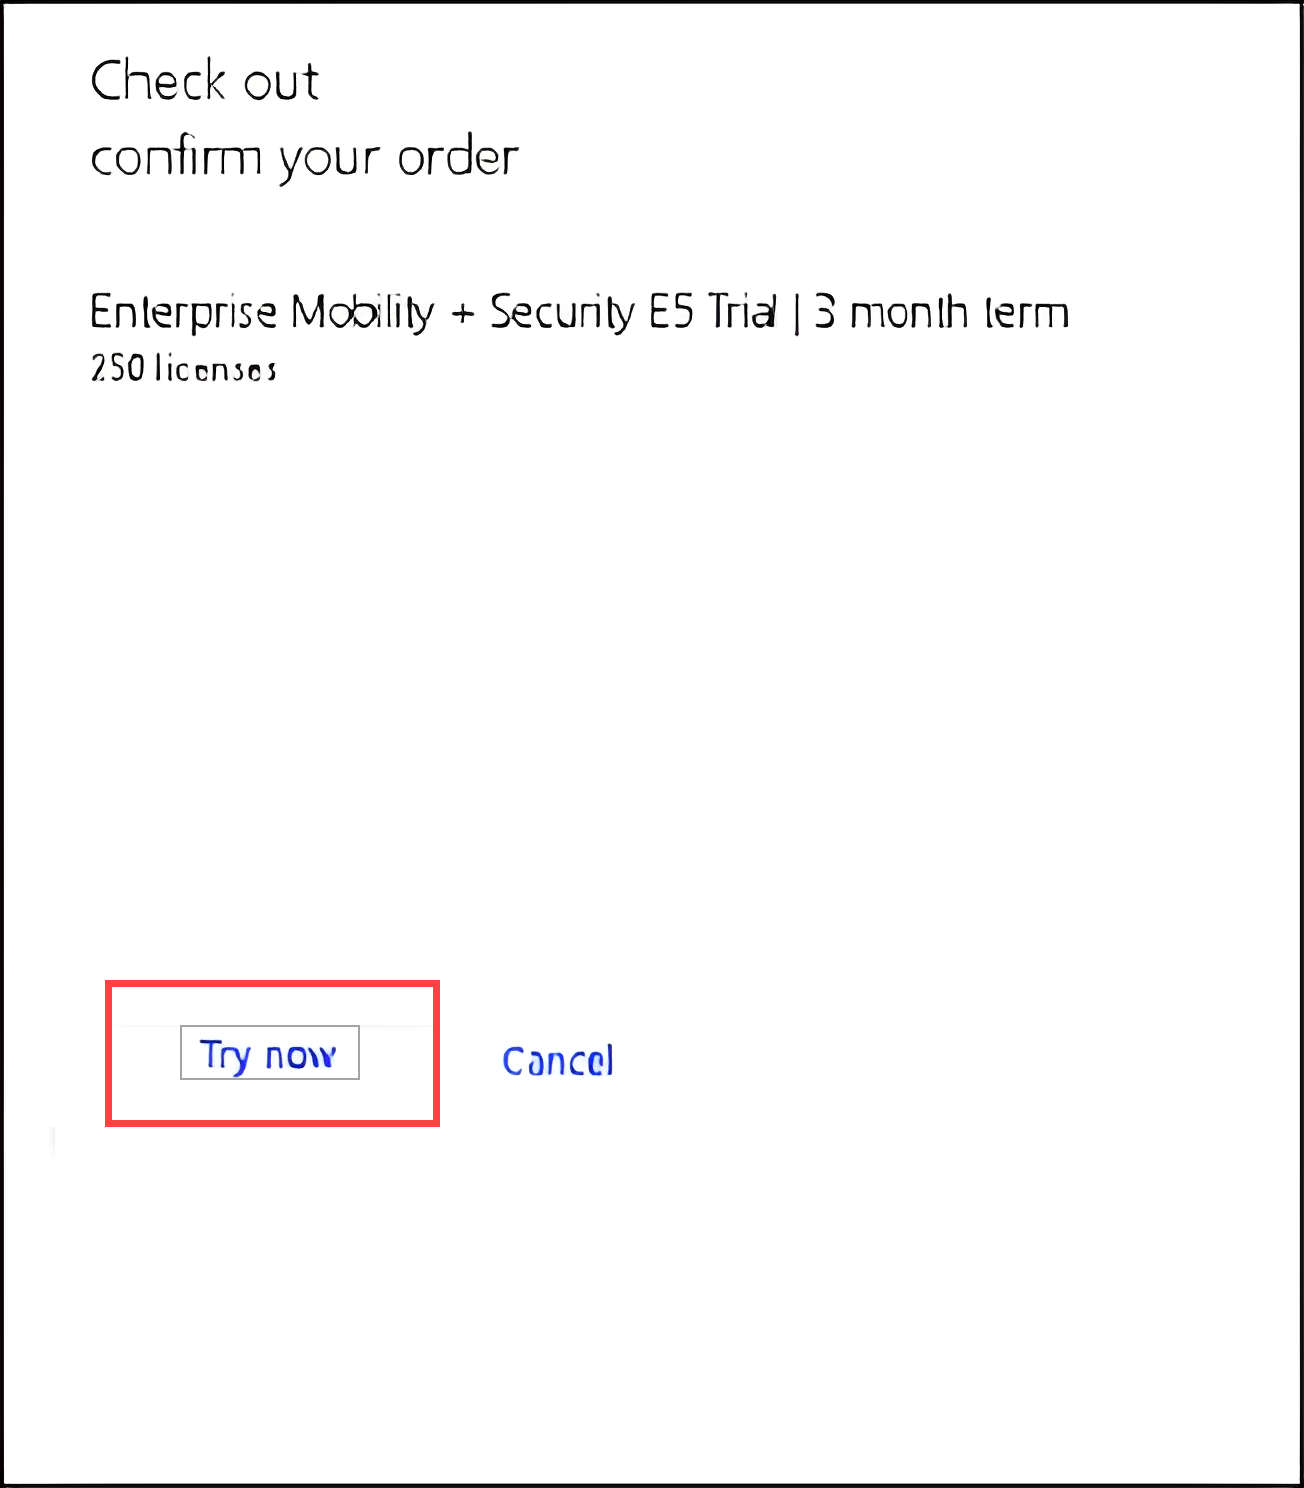 Check out
confirm your order
Enterprise Mobility + Security E5 Trial | 3 month term
250 licenses
Try now
Cancel